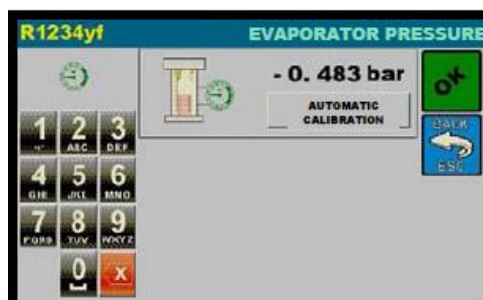 R1234yf EVAPORATOR PRESSURE
- 0. 483 bar
OK
AUTOMATIC
CALIBRATION
BACK
ESC
1 2 3
ABC DEF
4 5 6
GHI JKL MNO
7 8 9
PQRS TUV WXYZ
0 X